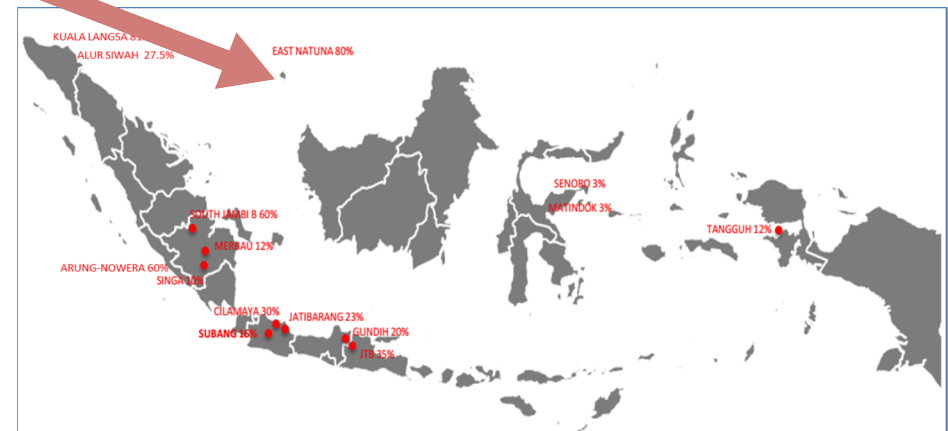 KUALA LANGSA
ALUR SIWAH 27.5%
EAST NATUNA 80%
SENORO 3%
MATINDOK 3%
SOUTH JAMBI B 60%
TANGGUH 12%
MERBAU 12%
ARUNG-NOWERA 60%
SINGA
CILAMAYA 30%
JATIBARANG 23%
SUBANG 16%
GUNDIH 20%
JTB 35%